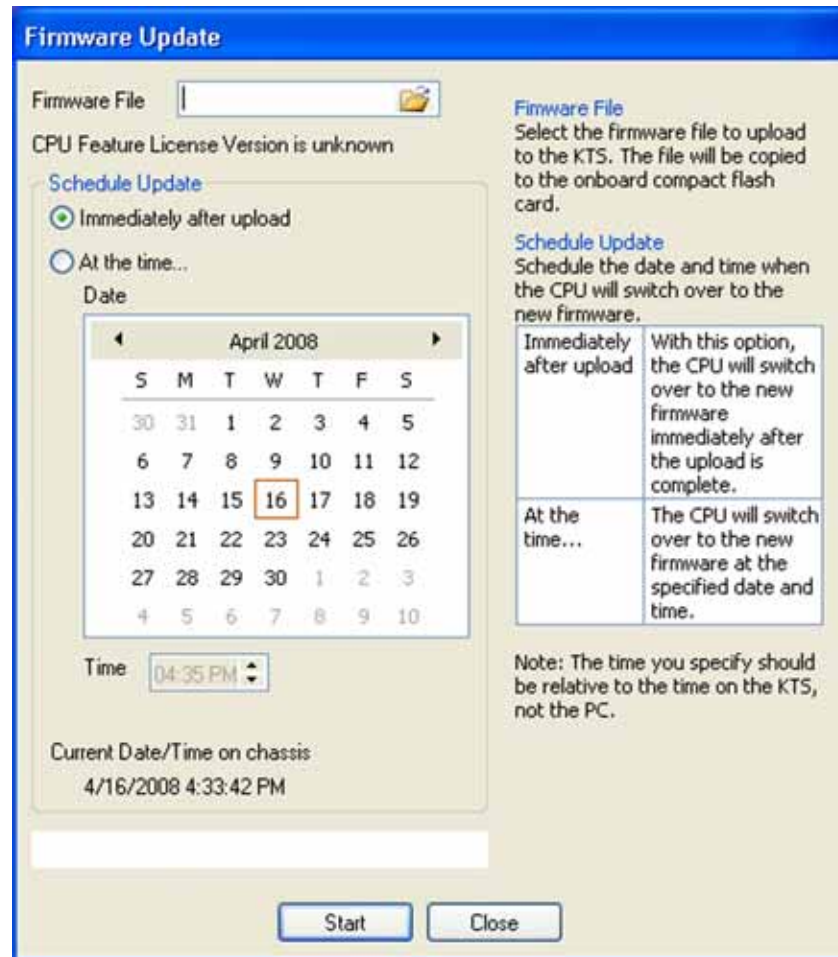 Firmware Update
Firmware File
CPU Feature License Version is unknown
Schedule Update
Immediately after upload
At the time...
Date
April 2008
S M T W T F S
30 31 1 2 3 4 5
6 7 8 9 10 11 12
13 14 15 16 17 18 19
20 21 22 23 24 25 26
27 28 29 30 1 2 3
4 5 6 7 8 9 10
Time 04:35 PM
Current Date/Time on chassis
4/16/2008 4:33:42 PM
Fimware File
Select the firmware file to upload
to the KTS. The file will be copied
to the onboard compact flash
card.
Schedule Update
Schedule the date and time when
the CPU will switch over to the
new firmware.
Immediately
after upload
With this option,
the CPU will switch
over to the new
firmware
immediately after
the upload is
complete.
At the
time...
The CPU will switch
over to the new
firmware at the
specified date and
time.
Note: The time you specify should
be relative to the time on the KTS,
not the PC.
Start Close